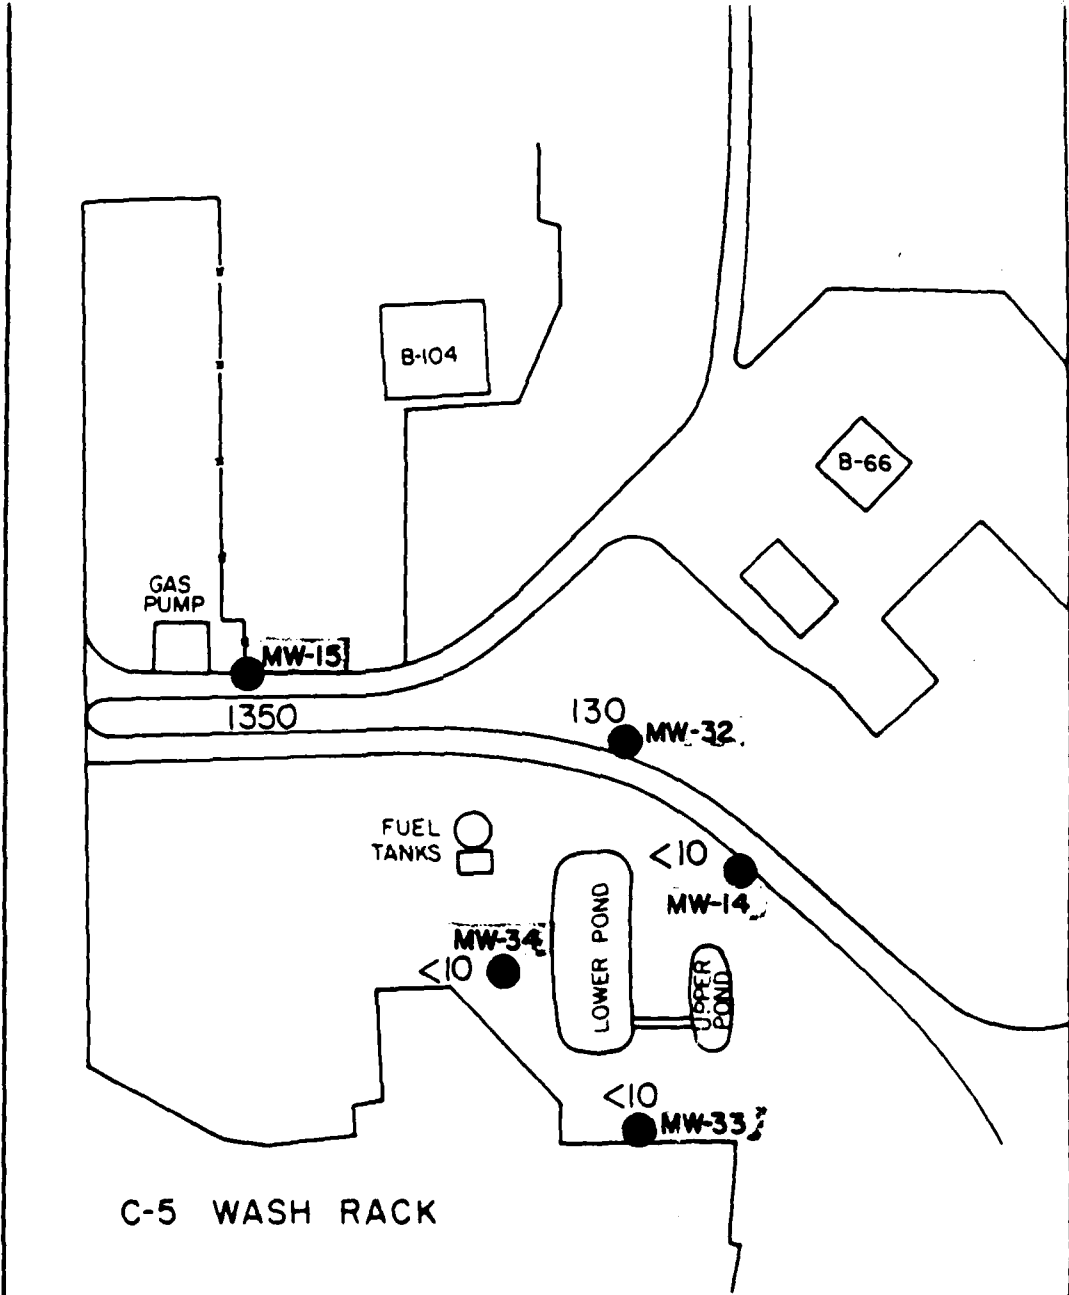 B-104
B-66
GAS
PUMP
MW-15
1350
130
MW-32
FUEL
TANKS
<10
MW-14
LOWER POND
MW-34
<10
UPPER
POND
<10
MW-33
C-5 WASH RACK